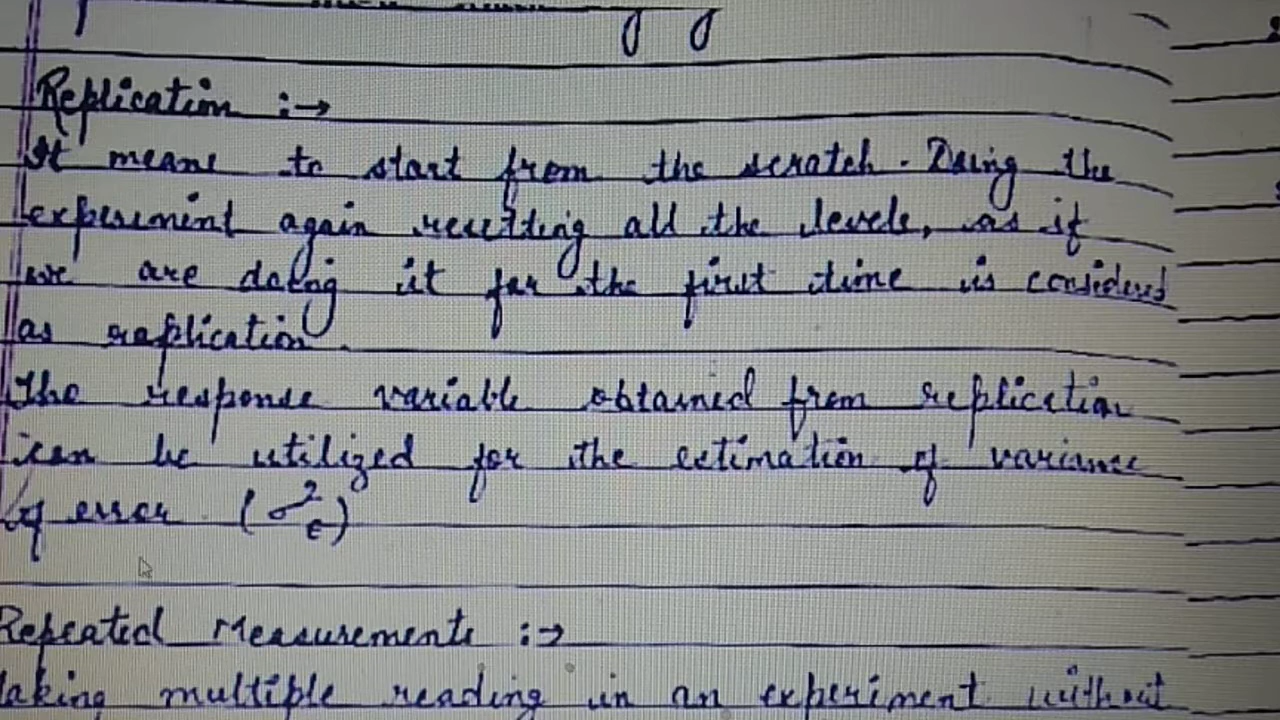 Replication :→
It means to start from the scratch. Doing the
experiment again resetting all the levels, as if
we are doing it for the first time is considered
as replication.
The response variable obtained from replication
can be utilized for the estimation of variance
of error (σ²ϵ)
Repeated Measurements :→
Taking multiple reading in an experiment without